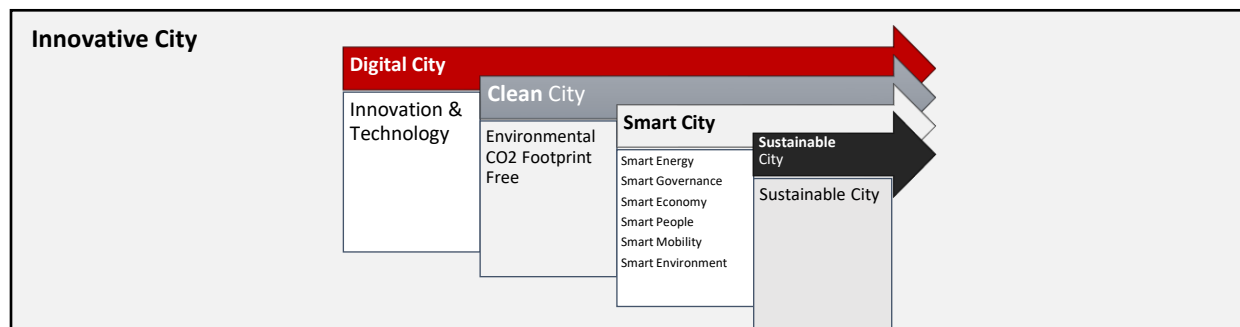 Innovative City
Digital City
Innovation &
Technology
Clean City
Environmental
CO2 Footprint
Free
Smart City
Smart Energy
Smart Governance
Smart Economy
Smart People
Smart Mobility
Smart Environment
Sustainable
City
Sustainable City